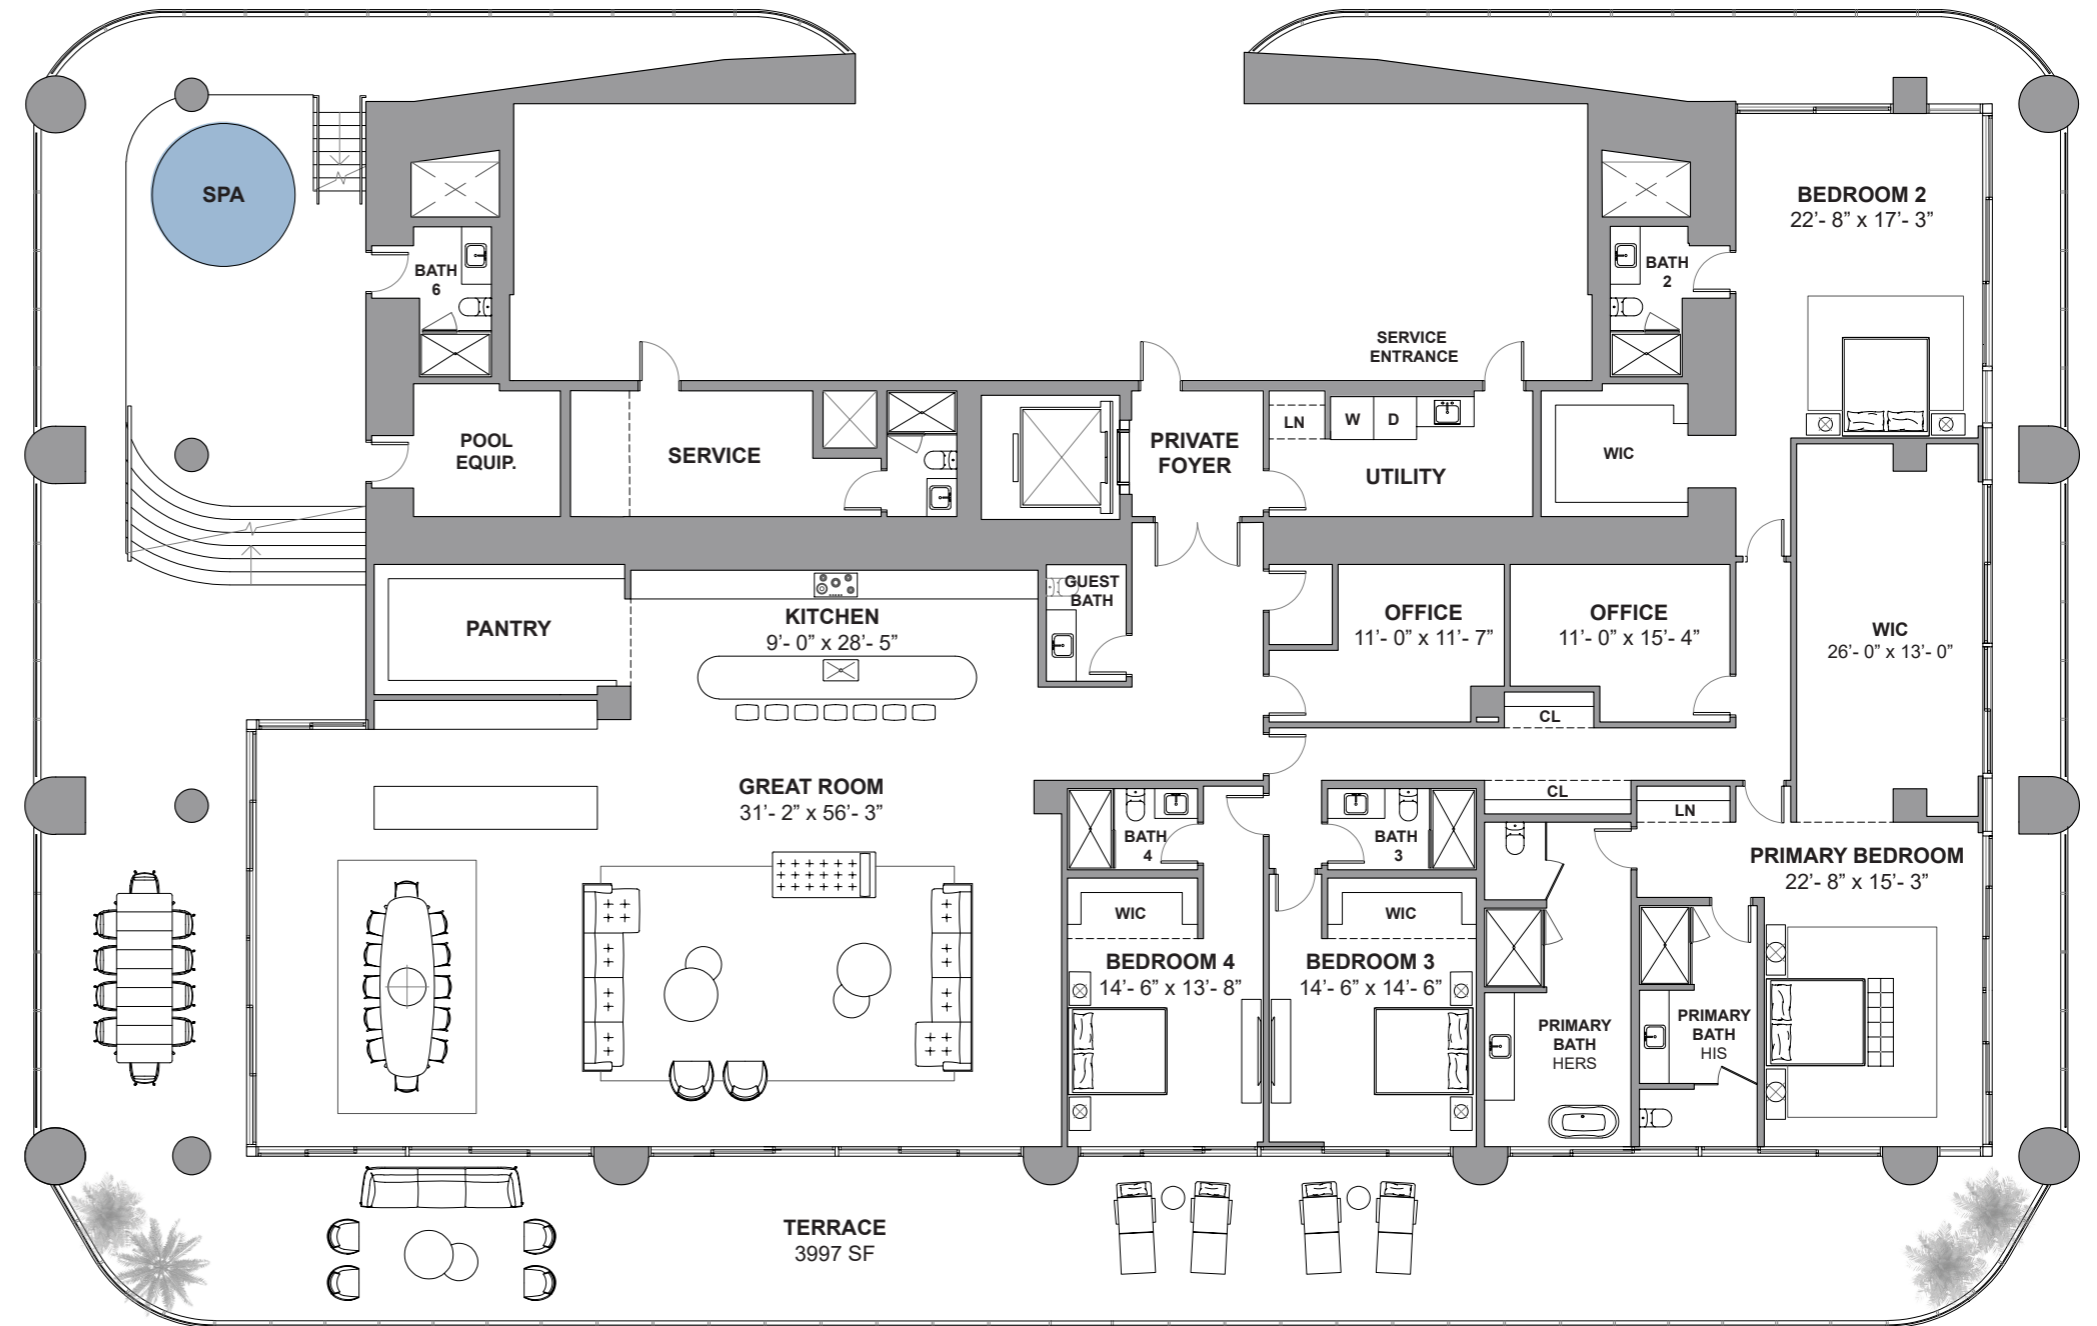 SPA
BEDROOM 2
22’- 8” x 17’- 3”
BATH
6
BATH
2
SERVICE
ENTRANCE
POOL
EQUIP.
SERVICE
PRIVATE
FOYER
LN
W
D
UTILITY
WIC
PANTRY
KITCHEN
9’- 0” x 28’- 5”
GUEST
BATH
OFFICE
11’- 0” x 11’- 7”
OFFICE
11’- 0” x 15’- 4”
WIC
26’- 0” x 13’- 0”
CL
GREAT ROOM
31’- 2” x 56’- 3”
CL
LN
BATH
4
BATH
3
PRIMARY BEDROOM
22’- 8” x 15’- 3”
WIC
WIC
BEDROOM 4
14’- 6” x 13’- 8”
BEDROOM 3
14’- 6” x 14’- 6”
PRIMARY
BATH
HERS
PRIMARY
BATH
HIS
TERRACE
3997 SF